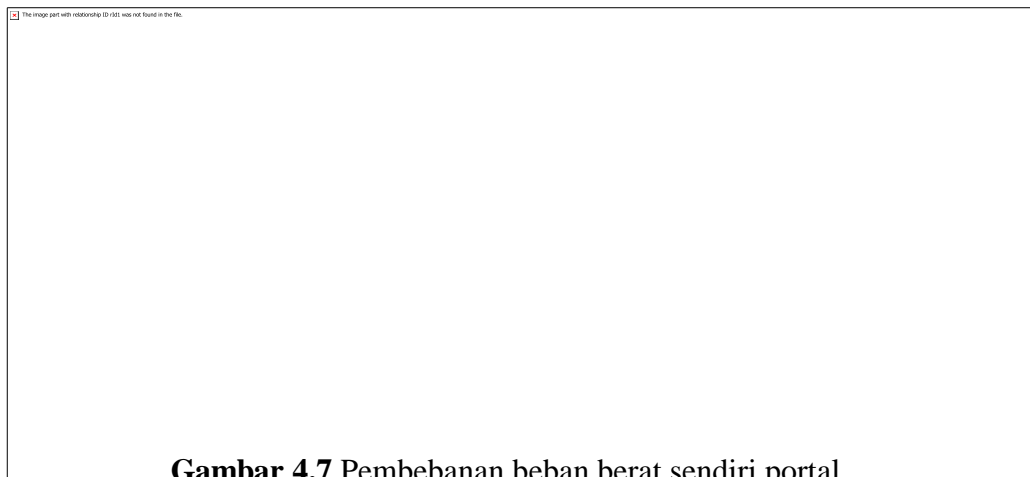 The image part with relationship ID rId1 was not found in the file.
Gambar 4.7 Pembebanan beban berat sendiri portal